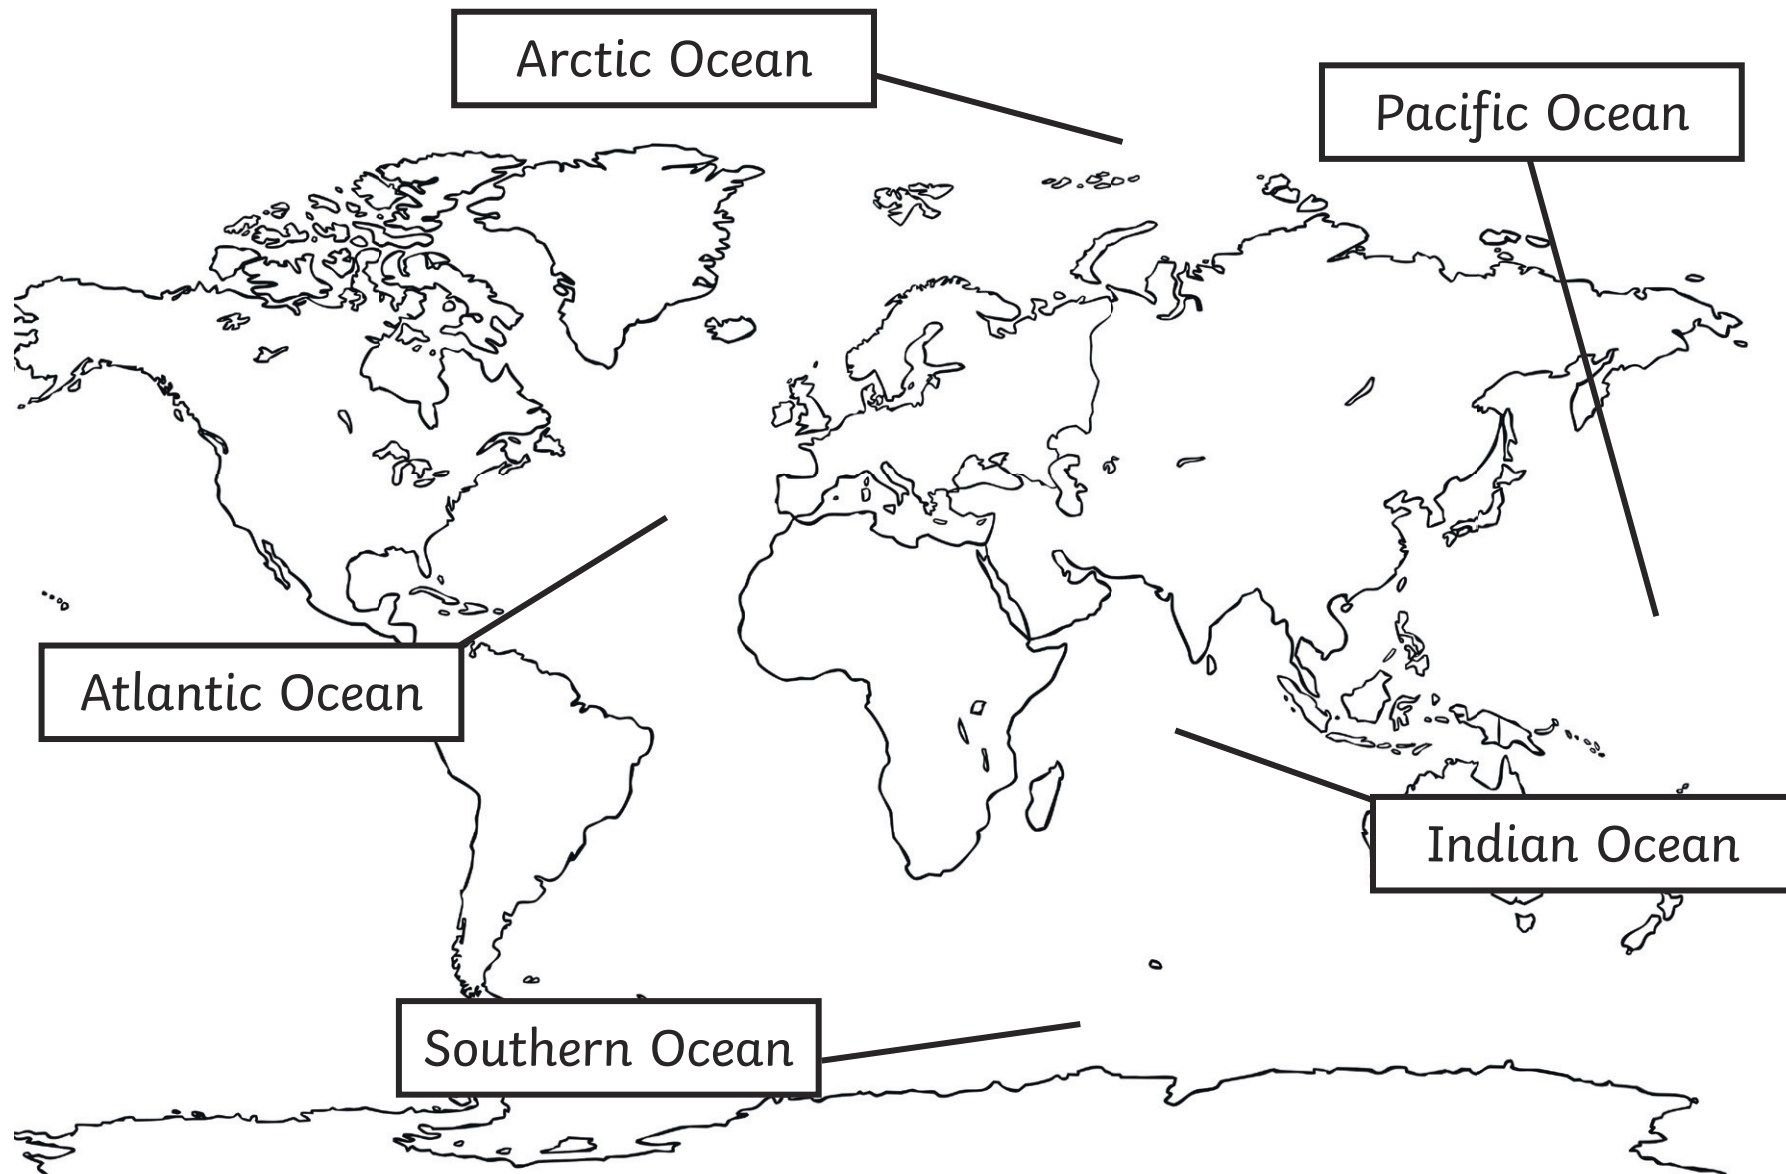 Arctic Ocean
Pacific Ocean
Atlantic Ocean
Indian Ocean
Southern Ocean